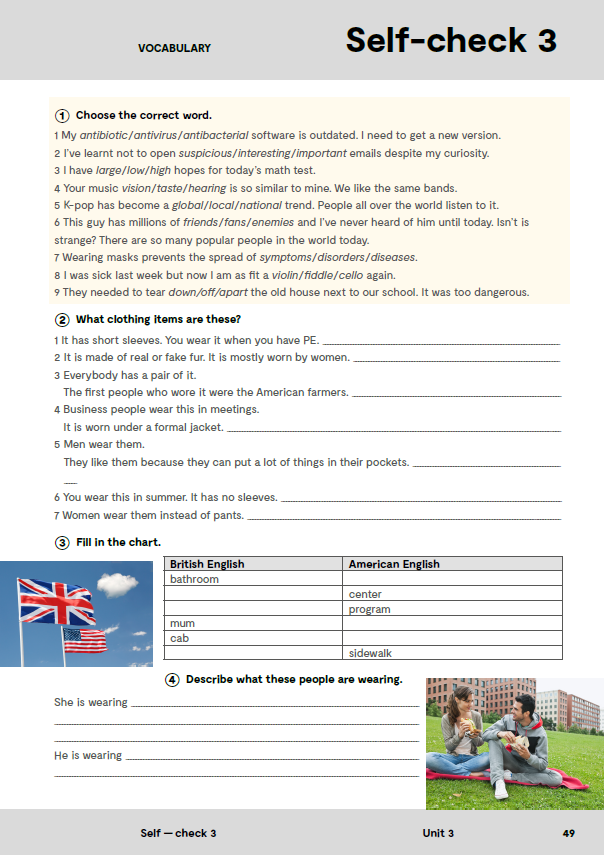 VOCABULARY
Self-check 3
1 Choose the correct word.
1 My antibiotic/antivirus/antibacterial software is outdated. I need to get a new version.
2 I've learnt not to open suspicious/interesting/important emails despite my curiosity.
3 I have large/low/high hopes for today's math test.
4 Your music vision/taste/hearing is so similar to mine. We like the same bands.
5 K-pop has become a global/local/national trend. People all over the world listen to it.
6 This guy has millions of friends/fans/enemies and I've never heard of him until today. Isn't is
strange? There are so many popular people in the world today.
7 Wearing masks prevents the spread of symptoms/disorders/diseases.
8 I was sick last week but now I am as fit a violin/fiddle/cello again.
9 They needed to tear down/off/apart the old house next to our school. It was too dangerous.
2 What clothing items are these?
1 It has short sleeves. You wear it when you have PE.
2 It is made of real or fake fur. It is mostly worn by women.
3 Everybody has a pair of it.
The first people who wore it were the American farmers.
4 Business people wear this in meetings.
It is worn under a formal jacket.
5 Men wear them.
They like them because they can put a lot of things in their pockets.
6 You wear this in summer. It has no sleeves.
7 Women wear them instead of pants.
3 Fill in the chart.
British English American English
bathroom
center
program
mum
cab
sidewalk
4 Describe what these people are wearing.
She is wearing
He is wearing
Self — check 3 Unit 3 49